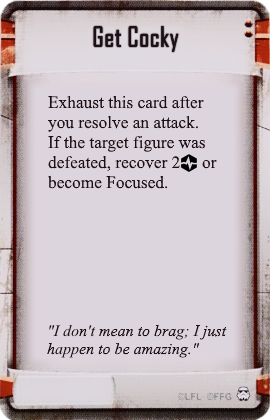 Get Cocky
Exhaust this card after
you resolve an attack.
If the target figure was
defeated, recover 2 or
become Focused.
"I don't mean to brag; I just
happen to be amazing."
©LFL ©FFG